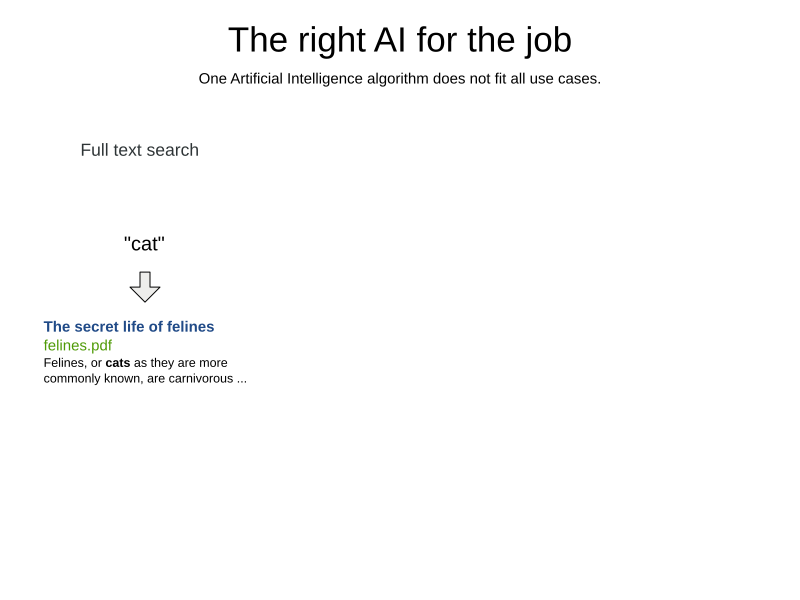 The right AI for the job
One Artificial Intelligence algorithm does not fit all use cases.
Full text search
"cat"
The secret life of felines
felines.pdf
Felines, or cats as they are more
commonly known, are carnivorous ...